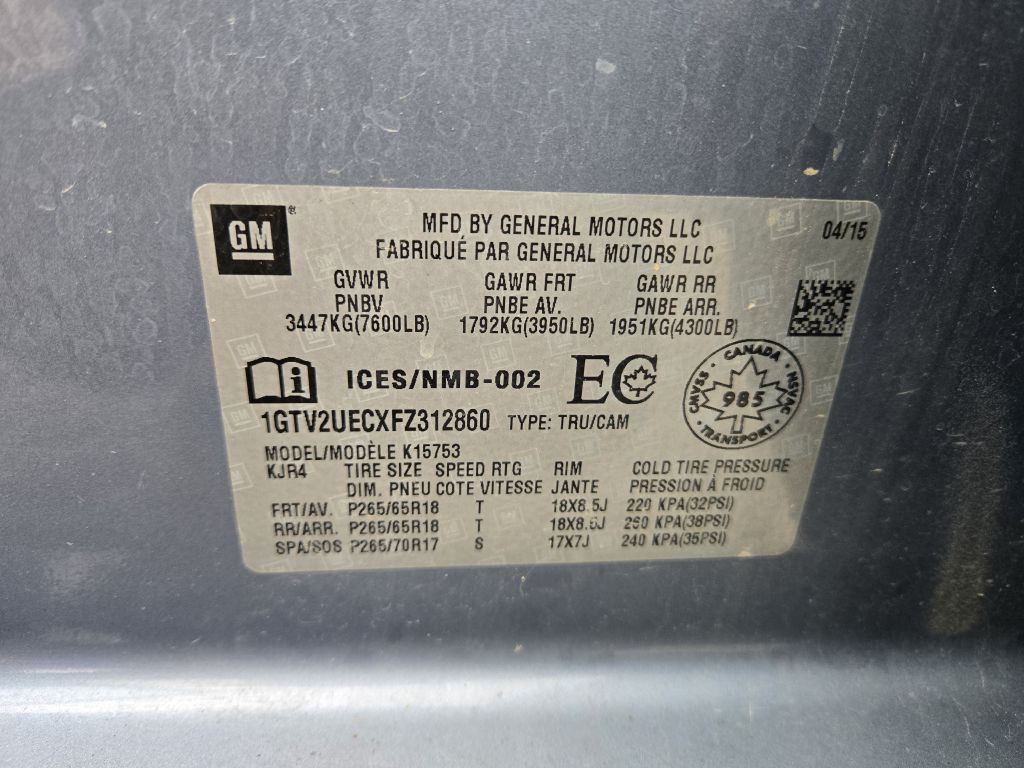 GM
MFD BY GENERAL MOTORS LLC
04/15
FABRIQUÉ PAR GENERAL MOTORS LLC
GVWR GAWR FRT GAWR RR
PNBV PNBE AV. PNBE ARR.
3447KG(7600LB) 1792KG(3950LB) 1951KG(4300LB)
ICES/NMB-002 EC
CANADA
CMVSS 985 NSVAC
TRANSPORT
1GTV2UECXFZ312860 TYPE: TRU/CAM
MODEL/MODÈLE K15753
KJR4 TIRE SIZE SPEED RTG RIM COLD TIRE PRESSURE
DIM. PNEU COTE VITESSE JANTE PRESSION À FROID
FRT/AV. P265/65R18 T 18X8.5J 220 KPA(32PSI)
RR/ARR. P265/65R18 T 18X8.5J 260 KPA(38PSI)
SPA/SOS P265/70R17 S 17X7J 240 KPA(35PSI)